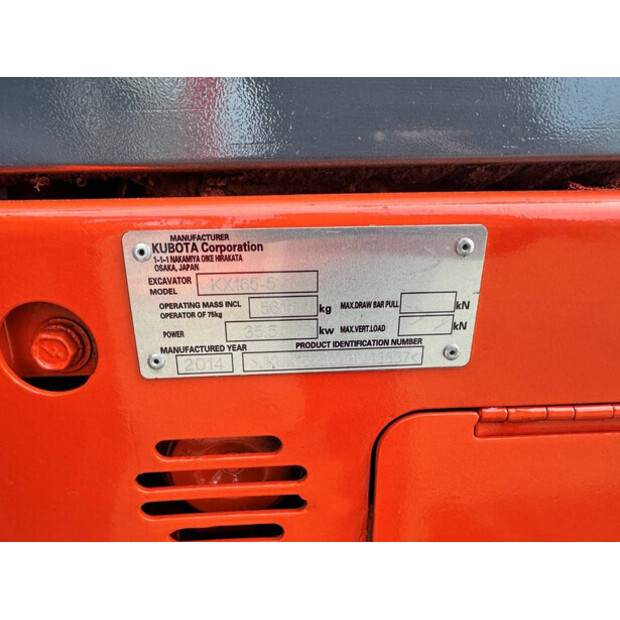 MANUFACTURER
KUBOTA Corporation
1-1-1 NAKAMIYA OIKE HIRAKATA
OSAKA, JAPAN
EXCAVATOR MODEL KX165-5
OPERATING MASS INCL OPERATOR OF 75kg kg MAX.DRAW BAR PULL kN
POWER 35.5 kw MAX.VERT.LOAD kN
MANUFACTURED YEAR PRODUCT IDENTIFICATION NUMBER
2014